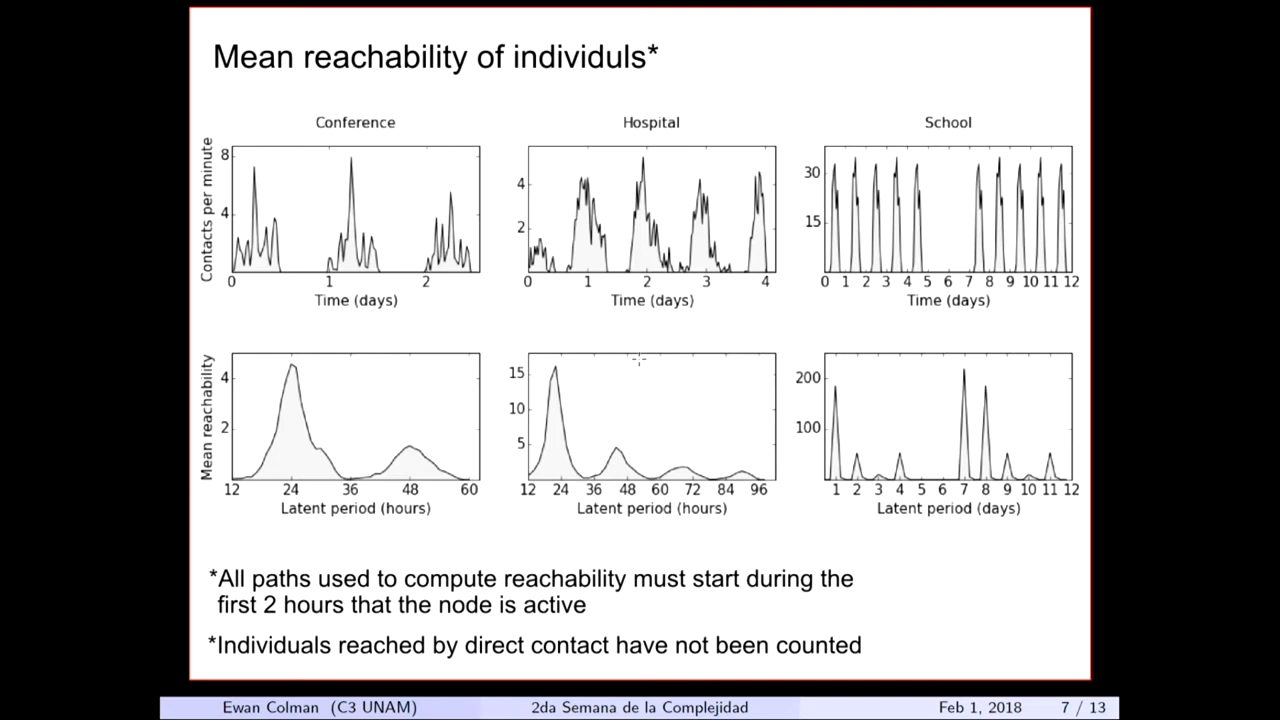 Mean reachability of individuls*
Conference
Hospital
School
Contacts per minute
8
4
0 1 2
Time (days)
4
2
0 1 2 3 4
Time (days)
30
15
0 1 2 3 4 5 6 7 8 9 10 11 12
Time (days)
Mean reachability
4
2
12 24 36 48 60
Latent period (hours)
15
10
5
12 24 36 48 60 72 84 96
Latent period (hours)
200
100
1 2 3 4 5 6 7 8 9 10 11 12
Latent period (days)
*All paths used to compute reachability must start during the
first 2 hours that the node is active
*Individuals reached by direct contact have not been counted
Ewan Colman (C3 UNAM) 2da Semana de la Complejidad Feb 1, 2018 7 / 13